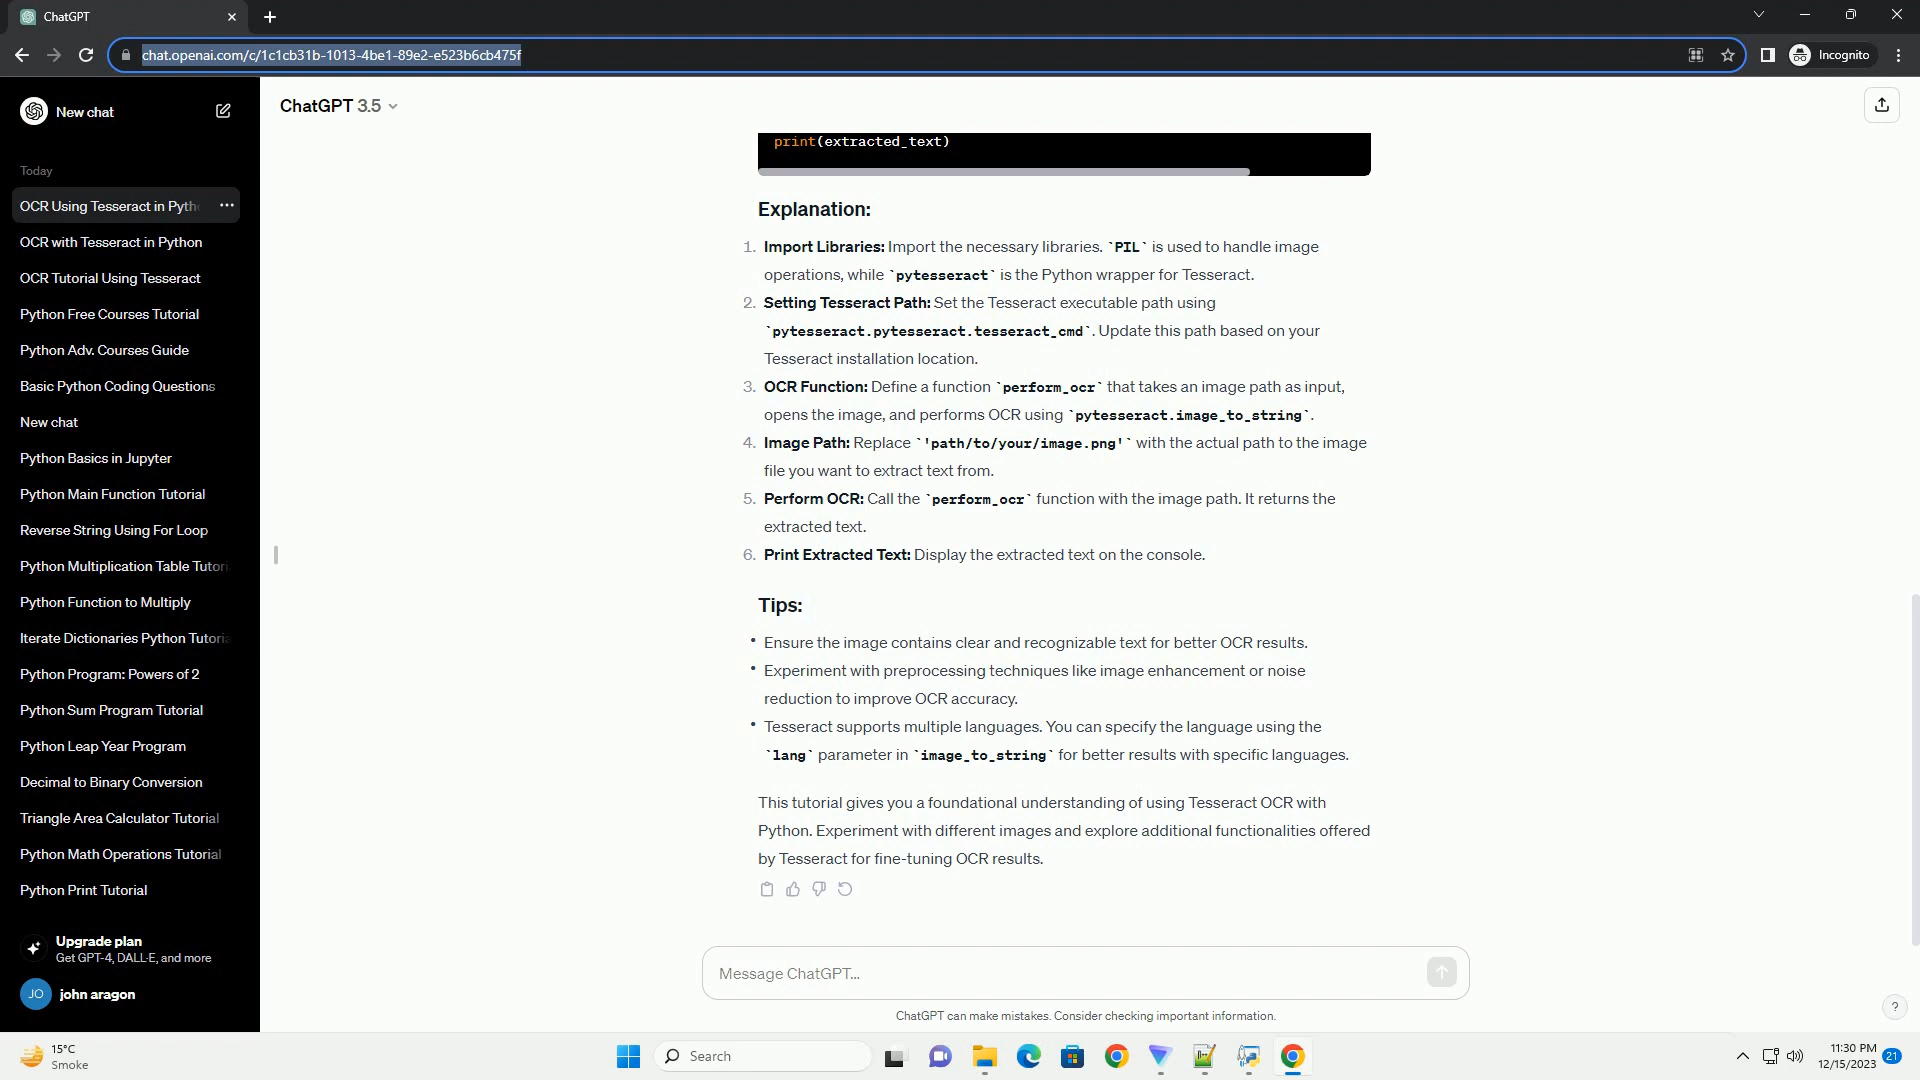 ChatGPT
chat.openai.com/c/1c1cb31b-1013-4be1-89e2-e523b6cb475f
Incognito
New chat
Today
OCR Using Tesseract in Pytho
OCR with Tesseract in Python
OCR Tutorial Using Tesseract
Python Free Courses Tutorial
Python Adv. Courses Guide
Basic Python Coding Questions
New chat
Python Basics in Jupyter
Python Main Function Tutorial
Reverse String Using For Loop
Python Multiplication Table Tutori
Python Function to Multiply
Iterate Dictionaries Python Tutoria
Python Program: Powers of 2
Python Sum Program Tutorial
Python Leap Year Program
Decimal to Binary Conversion
Triangle Area Calculator Tutorial
Python Math Operations Tutorial
Python Print Tutorial
Upgrade plan
Get GPT-4, DALL·E, and more
JO john aragon
ChatGPT 3.5
print(extracted_text)
Explanation:
1. Import Libraries: Import the necessary libraries. `PIL` is used to handle image
operations, while `pytesseract` is the Python wrapper for Tesseract.
2. Setting Tesseract Path: Set the Tesseract executable path using
`pytesseract.pytesseract.tesseract_cmd`. Update this path based on your
Tesseract installation location.
3. OCR Function: Define a function `perform_ocr` that takes an image path as input,
opens the image, and performs OCR using `pytesseract.image_to_string`.
4. Image Path: Replace `'path/to/your/image.png'` with the actual path to the image
file you want to extract text from.
5. Perform OCR: Call the `perform_ocr` function with the image path. It returns the
extracted text.
6. Print Extracted Text: Display the extracted text on the console.
Tips:
• Ensure the image contains clear and recognizable text for better OCR results.
• Experiment with preprocessing techniques like image enhancement or noise
reduction to improve OCR accuracy.
• Tesseract supports multiple languages. You can specify the language using the
`lang` parameter in `image_to_string` for better results with specific languages.
This tutorial gives you a foundational understanding of using Tesseract OCR with
Python. Experiment with different images and explore additional functionalities offered
by Tesseract for fine-tuning OCR results.
Message ChatGPT...
ChatGPT can make mistakes. Consider checking important information.
?
15°C
Smoke
Search
11:30 PM
12/15/2023
21